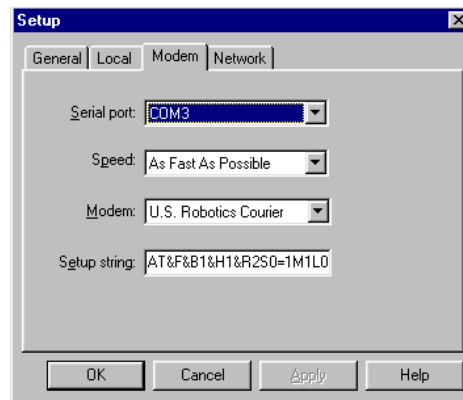 Setup
General Local Modem Network
Serial port: COM3
Speed: As Fast As Possible
Modem: U.S. Robotics Courier
Setup string: AT&F&B1&H1&R2S0=1M1L0
OK Cancel Apply Help